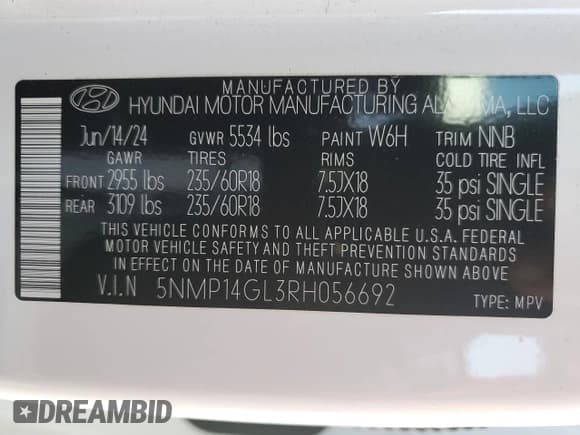 MANUFACTURED BY
HYUNDAI MOTOR MANUFACTURING ALABAMA, LLC
Jun/14/24 GVWR 5534 lbs PAINT W6H TRIM NNB
GAWR TIRES RIMS COLD TIRE INFL
FRONT 2955 lbs 235/60R18 7.5JX18 35 psi SINGLE
REAR 3109 lbs 235/60R18 7.5JX18 35 psi SINGLE
THIS VEHICLE CONFORMS TO ALL APPLICABLE U.S.A. FEDERAL
MOTOR VEHICLE SAFETY AND THEFT PREVENTION STANDARDS
IN EFFECT ON THE DATE OF MANUFACTURE SHOWN ABOVE
V.I.N 5NMP14GL3RH056692 TYPE: MPV
DREAMBID